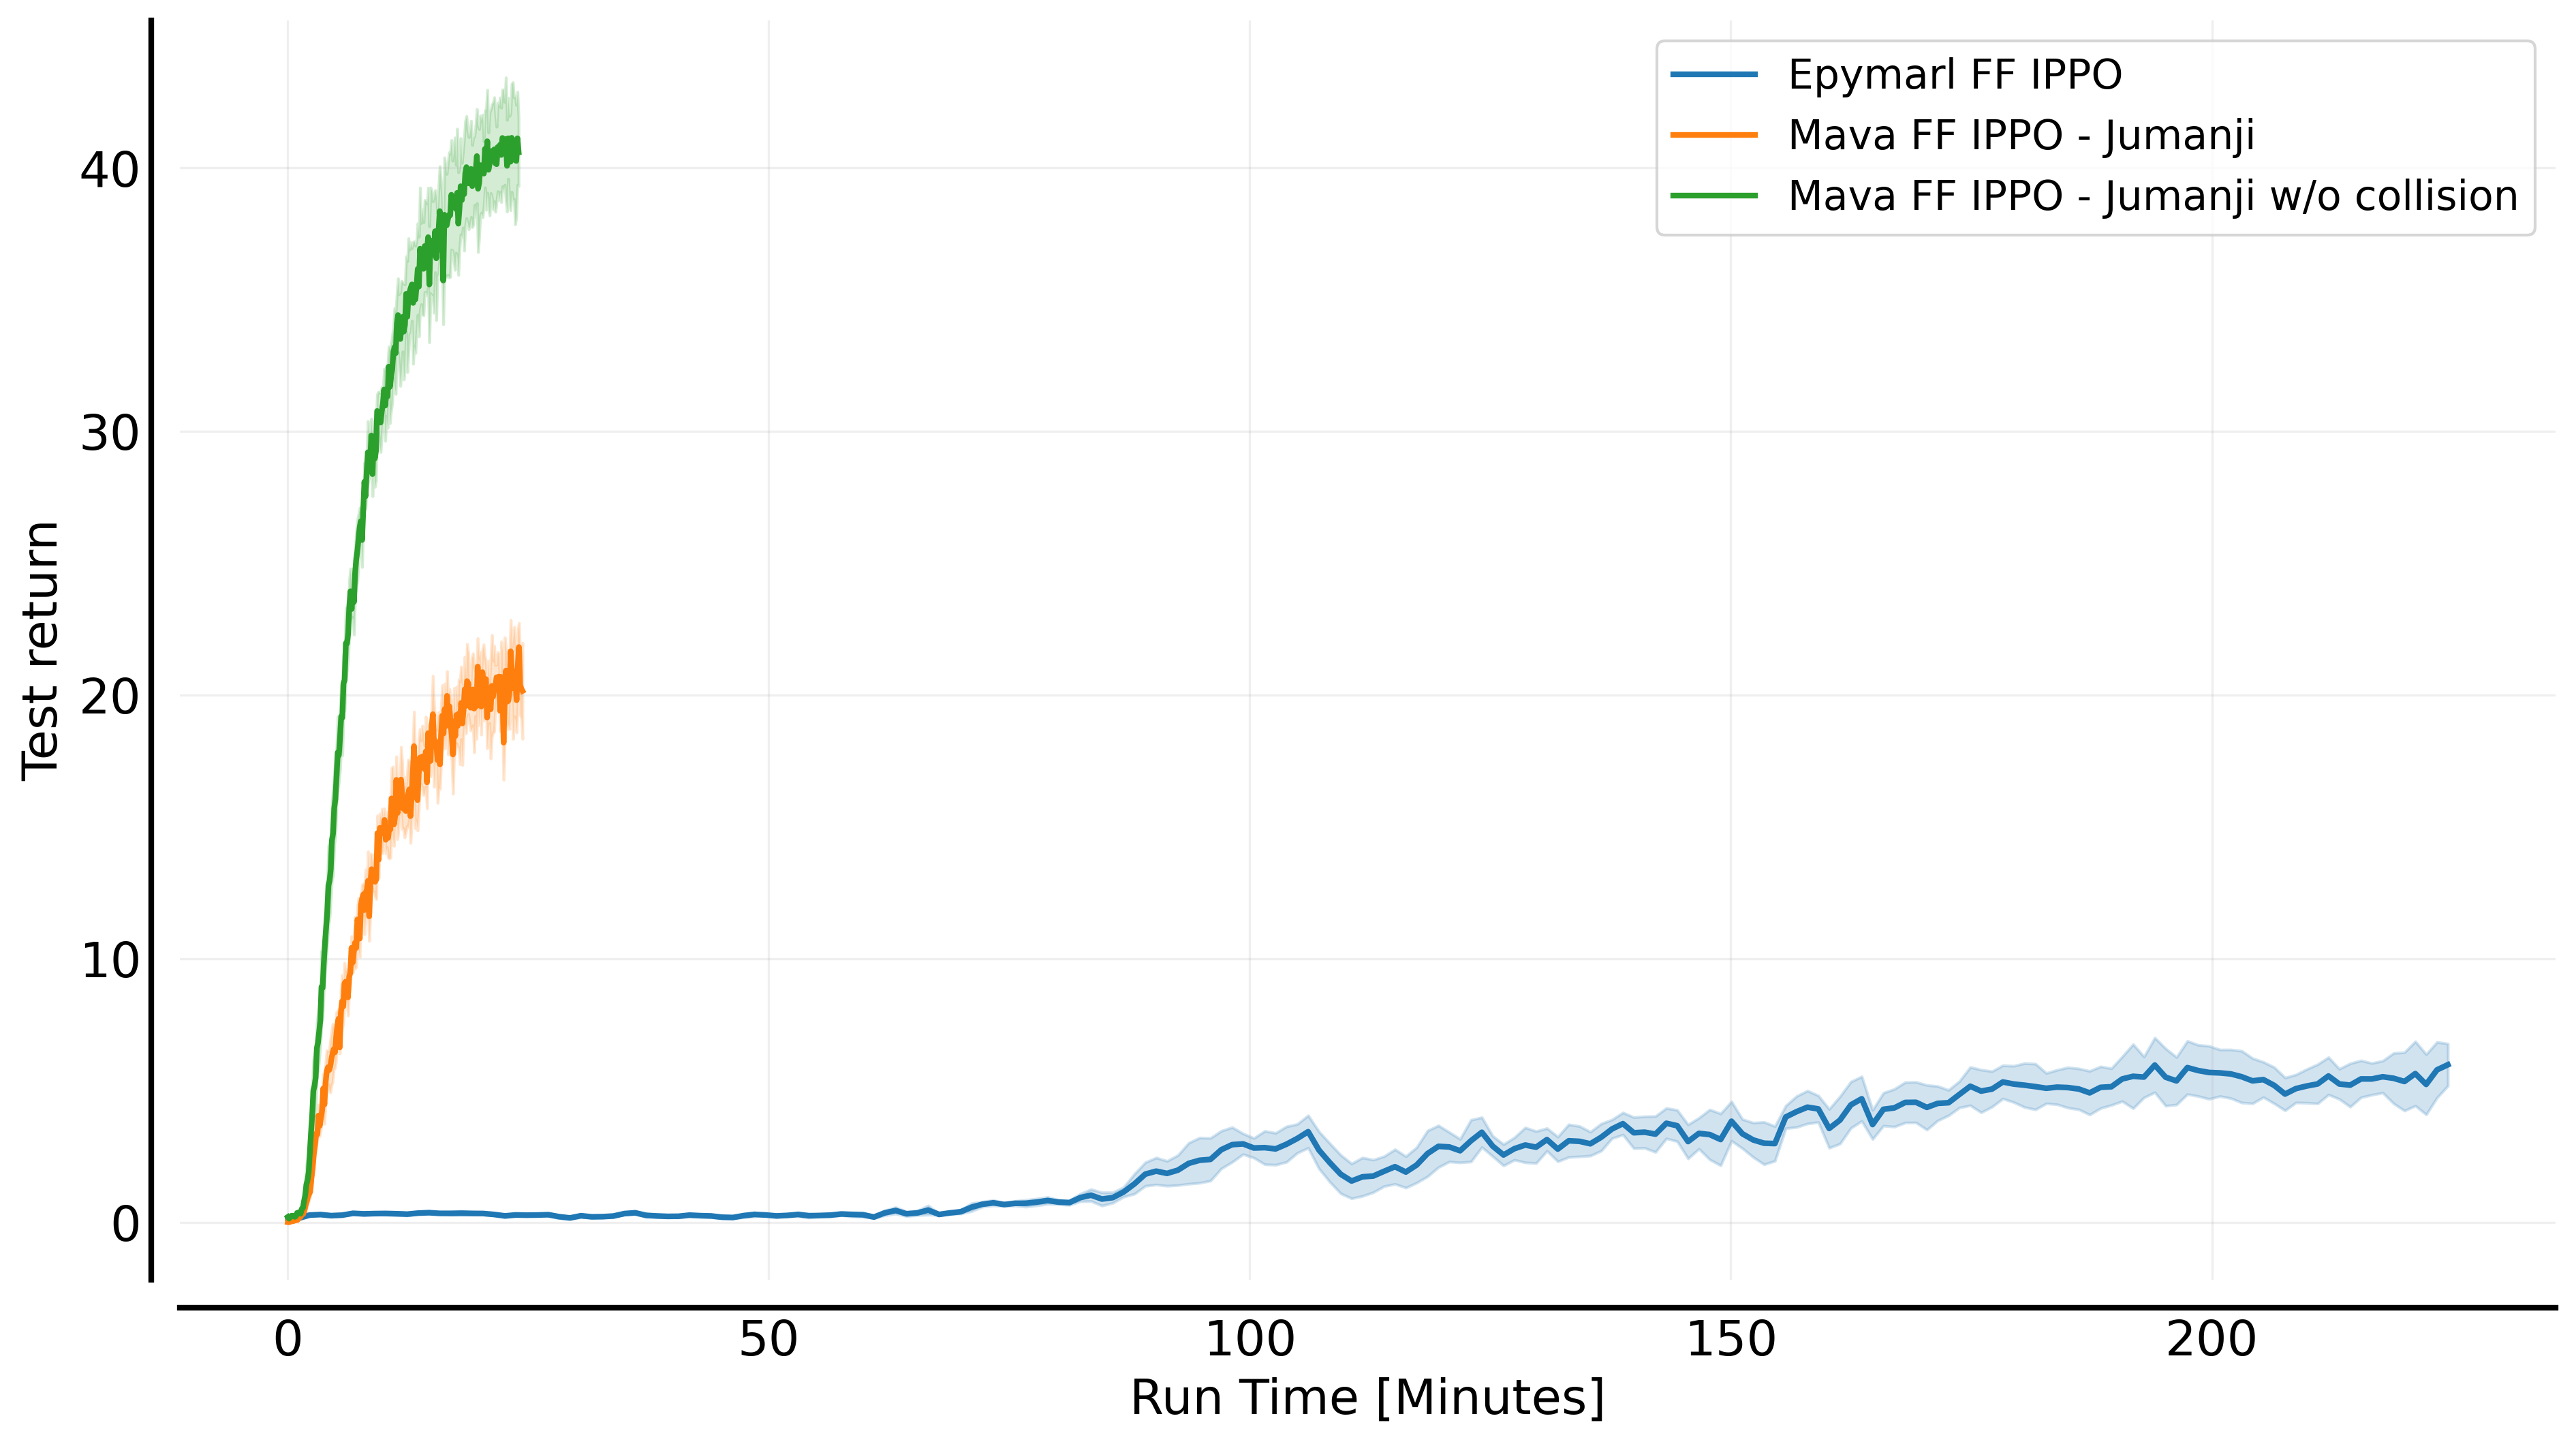 Epymarl FF IPPO
Mava FF IPPO - Jumanji
Mava FF IPPO - Jumanji w/o collision
Test return
40
30
20
10
0
0 50 100 150 200
Run Time [Minutes]